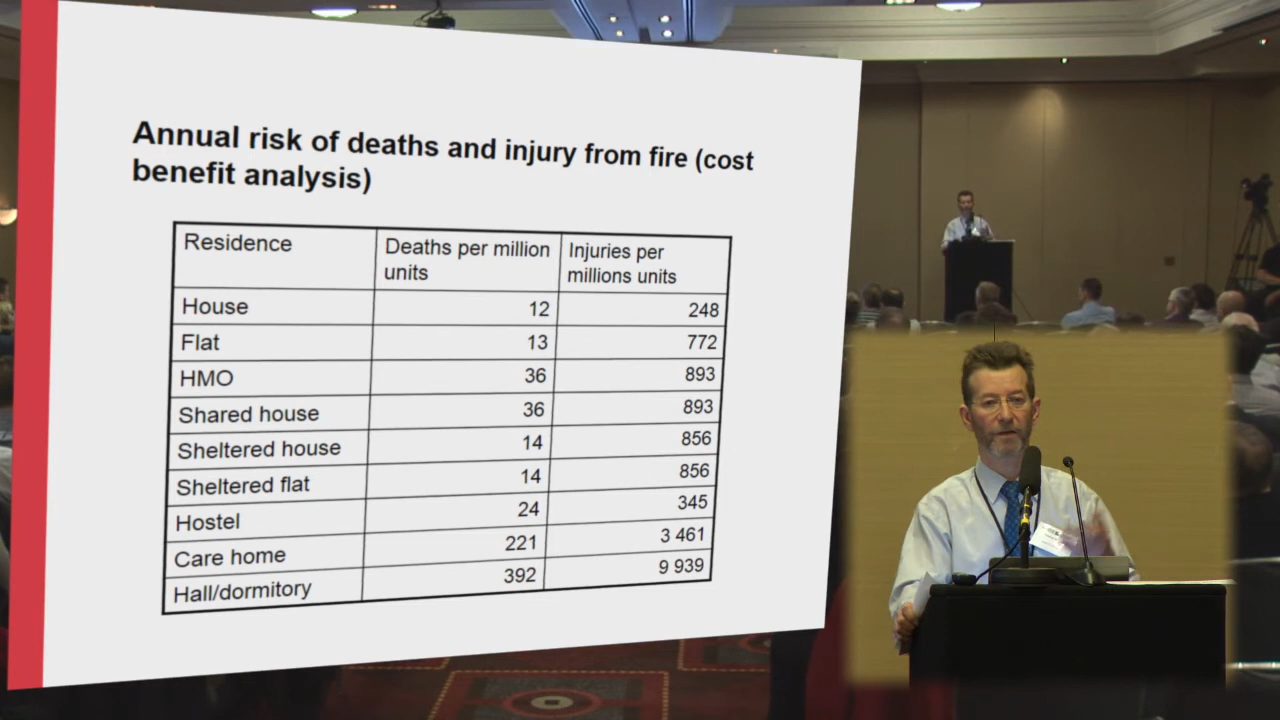 Annual risk of deaths and injury from fire (cost
benefit analysis)
Residence
Deaths per million
units
Injuries per
millions units
House 12 248
Flat 13 772
HMO 36 893
Shared house 36 893
Sheltered house 14 856
Sheltered flat 14 856
Hostel 24 345
Care home 221 3 461
Hall/dormitory 392 9 939